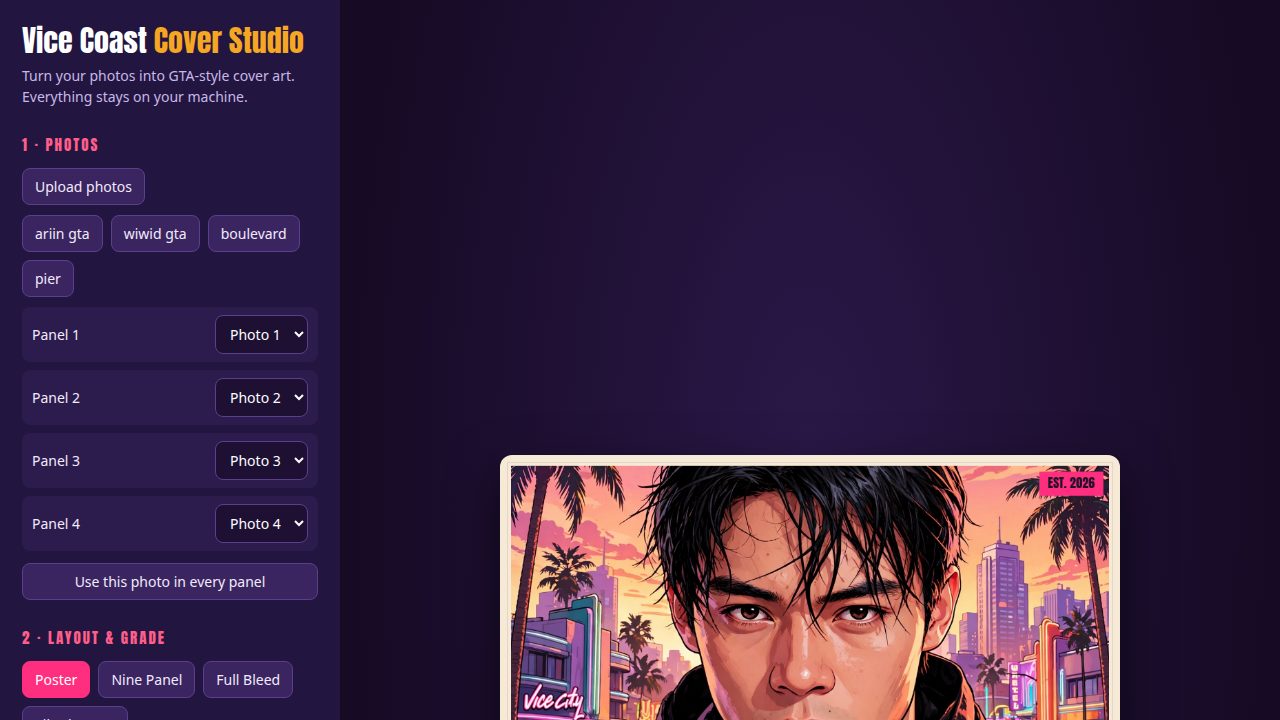 Vice Coast Cover Studio
Turn your photos into GTA-style cover art.
Everything stays on your machine.
1 · PHOTOS
Upload photos
ariin gta
wiwid gta
boulevard
pier
Panel 1
Photo 1
Panel 2
Photo 2
Panel 3
Photo 3
Panel 4
Photo 4
Use this photo in every panel
2 · LAYOUT & GRADE
Poster
Nine Panel
Full Bleed
EST. 2026
Vice City